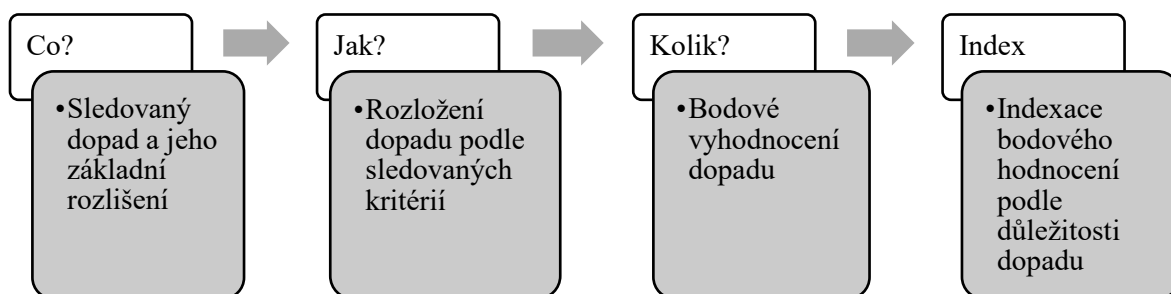 Co?
•Sledovaný
dopad a jeho
základní
rozlišení
Jak?
•Rozložení
dopadu podle
sledovaných
kritérií
Kolik?
•Bodové
vyhodnocení
dopadu
Index
•Indexace
bodového
hodnocení
podle
důležitosti
dopadu